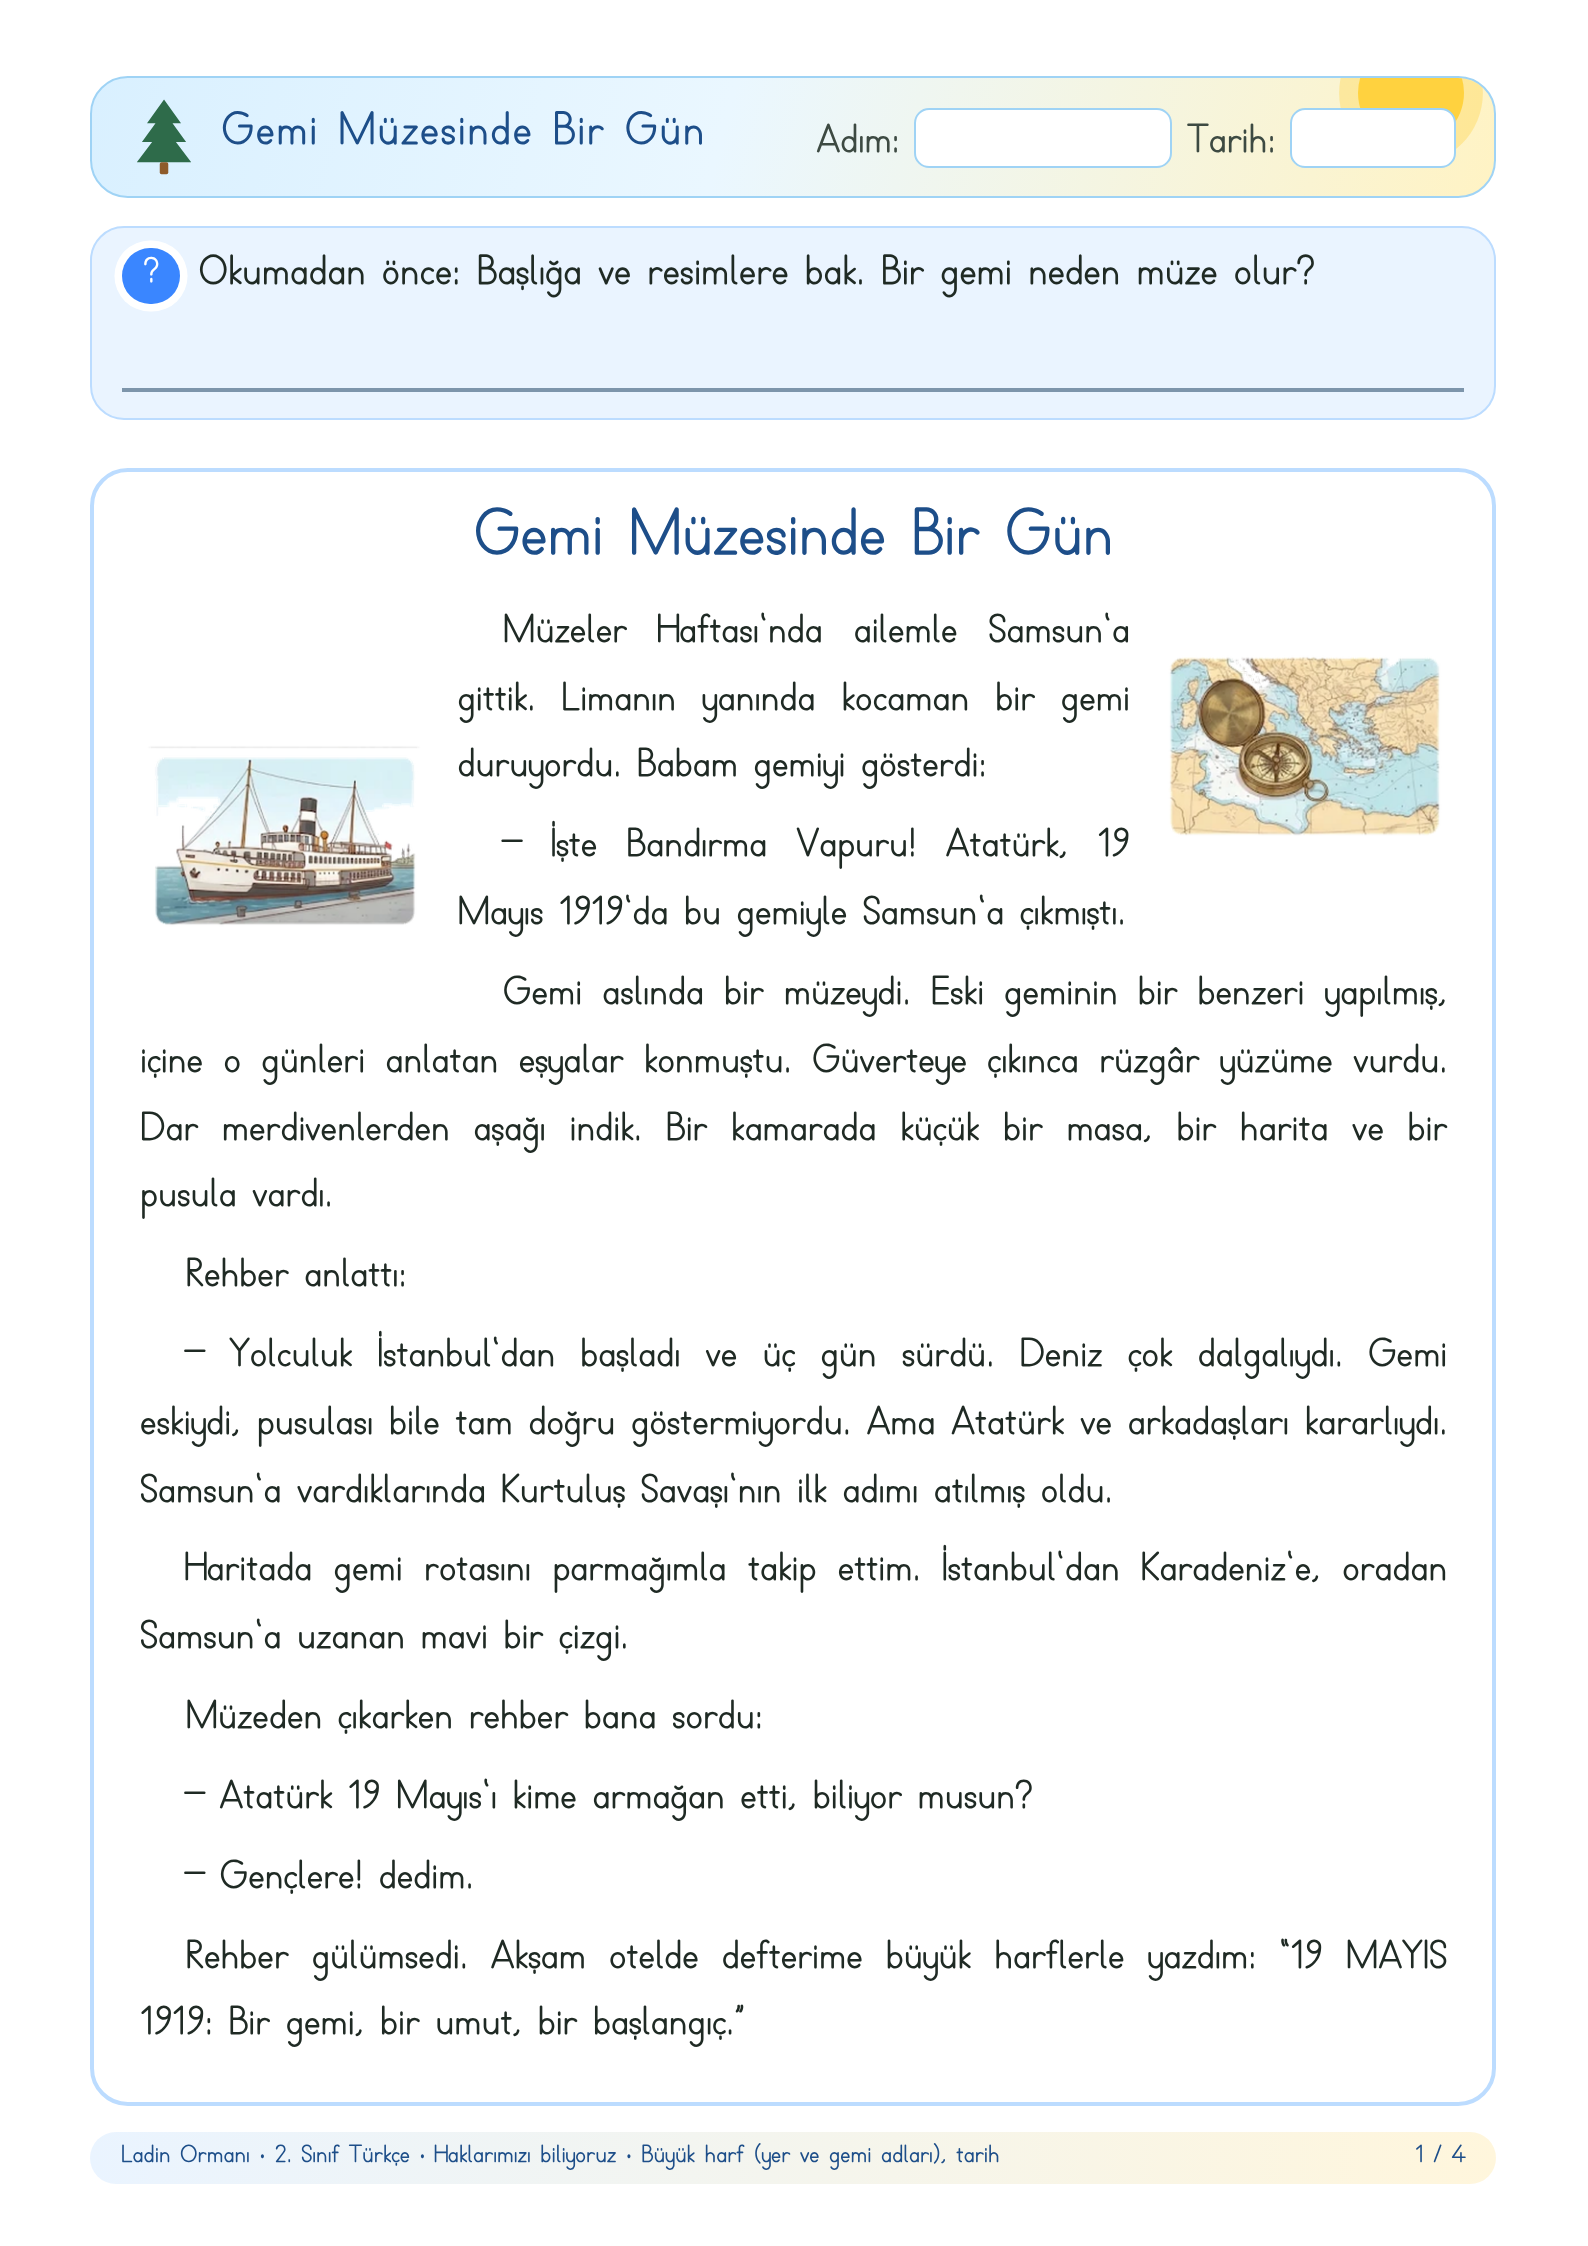 Gemi Müzesinde Bir Gün
Adım:
Tarih:
?
Okumadan önce: Başlığa ve resimlere bak. Bir gemi neden müze olur?
Gemi Müzesinde Bir Gün
Müzeler Haftası‘nda ailemle Samsun‘a
gittik. Limanın yanında kocaman bir gemi
duruyordu. Babam gemiyi gösterdi:
– İşte Bandırma Vapuru! Atatürk, 19
Mayıs 1919‘da bu gemiyle Samsun‘a çıkmıştı.
Gemi aslında bir müzeydi. Eski geminin bir benzeri yapılmış,
içine o günleri anlatan eşyalar konmuştu. Güverteye çıkınca rüzgâr yüzüme vurdu.
Dar merdivenlerden aşağı indik. Bir kamarada küçük bir masa, bir harita ve bir
pusula vardı.
Rehber anlattı:
– Yolculuk İstanbul‘dan başladı ve üç gün sürdü. Deniz çok dalgalıydı. Gemi
eskiydi, pusulası bile tam doğru göstermiyordu. Ama Atatürk ve arkadaşları kararlıydı.
Samsun‘a vardıklarında Kurtuluş Savaşı‘nın ilk adımı atılmış oldu.
Haritada gemi rotasını parmağımla takip ettim. İstanbul‘dan Karadeniz‘e, oradan
Samsun‘a uzanan mavi bir çizgi.
Müzeden çıkarken rehber bana sordu:
– Atatürk 19 Mayıs‘ı kime armağan etti, biliyor musun?
– Gençlere! dedim.
Rehber gülümsedi. Akşam otelde defterime büyük harflerle yazdım: “19 MAYIS
1919: Bir gemi, bir umut, bir başlangıç.”
Ladin Ormanı • 2. Sınıf Türkçe • Haklarımızı biliyoruz • Büyük harf (yer ve gemi adları), tarih
1 / 4